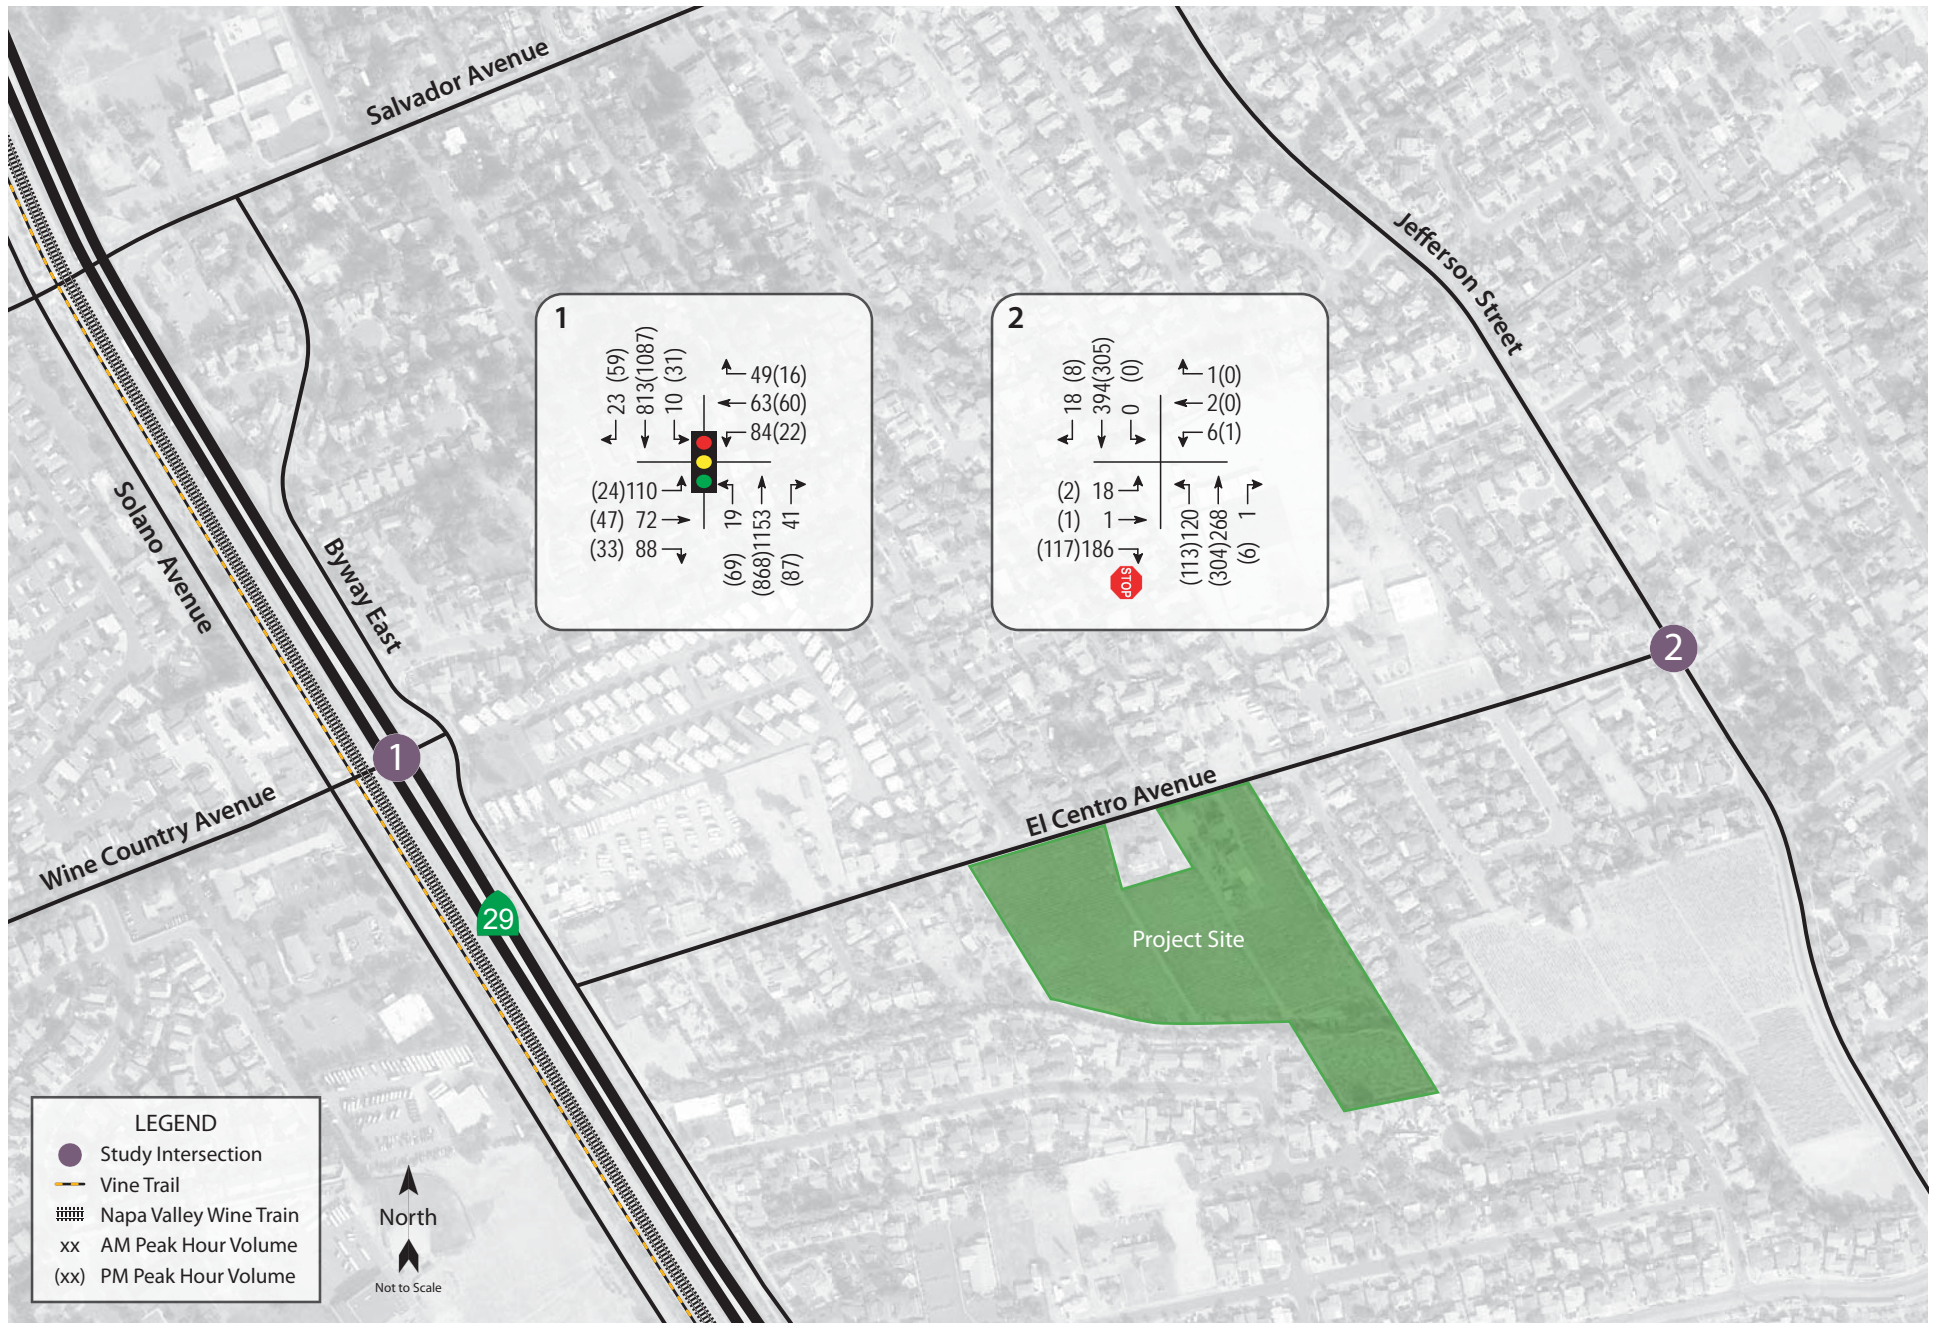 Salvador Avenue
Jefferson Street
Solano Avenue
Byway East
1
23 (59)
813(1087)
10 (31)
49(16)
63(60)
84(22)
(24)110
(47) 72
(33) 88
(69) 19
(868)1153
(87) 41
2
18 (8)
394(305)
0 (0)
1(0)
2(0)
6(1)
(2) 18
(1) 1
(117)186
STOP
(113)120
(304)268
(6) 1
2
1
Wine Country Avenue
El Centro Avenue
29
Project Site
LEGEND
Study Intersection
Vine Trail
Napa Valley Wine Train
xx AM Peak Hour Volume
(xx) PM Peak Hour Volume
North
Not to Scale